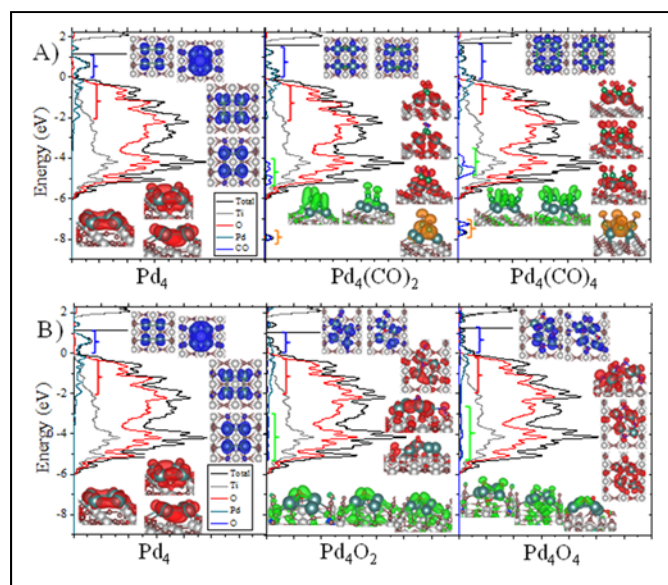 A)
Energy (eV)
2
0
-2
-4
-6
-8
Total
Ti
O
Pd
CO
Pd4
Pd4(CO)2
Pd4(CO)4
B)
Energy (eV)
2
0
-2
-4
-6
-8
Total
Ti
O
Pd
O
Pd4
Pd4O2
Pd4O4